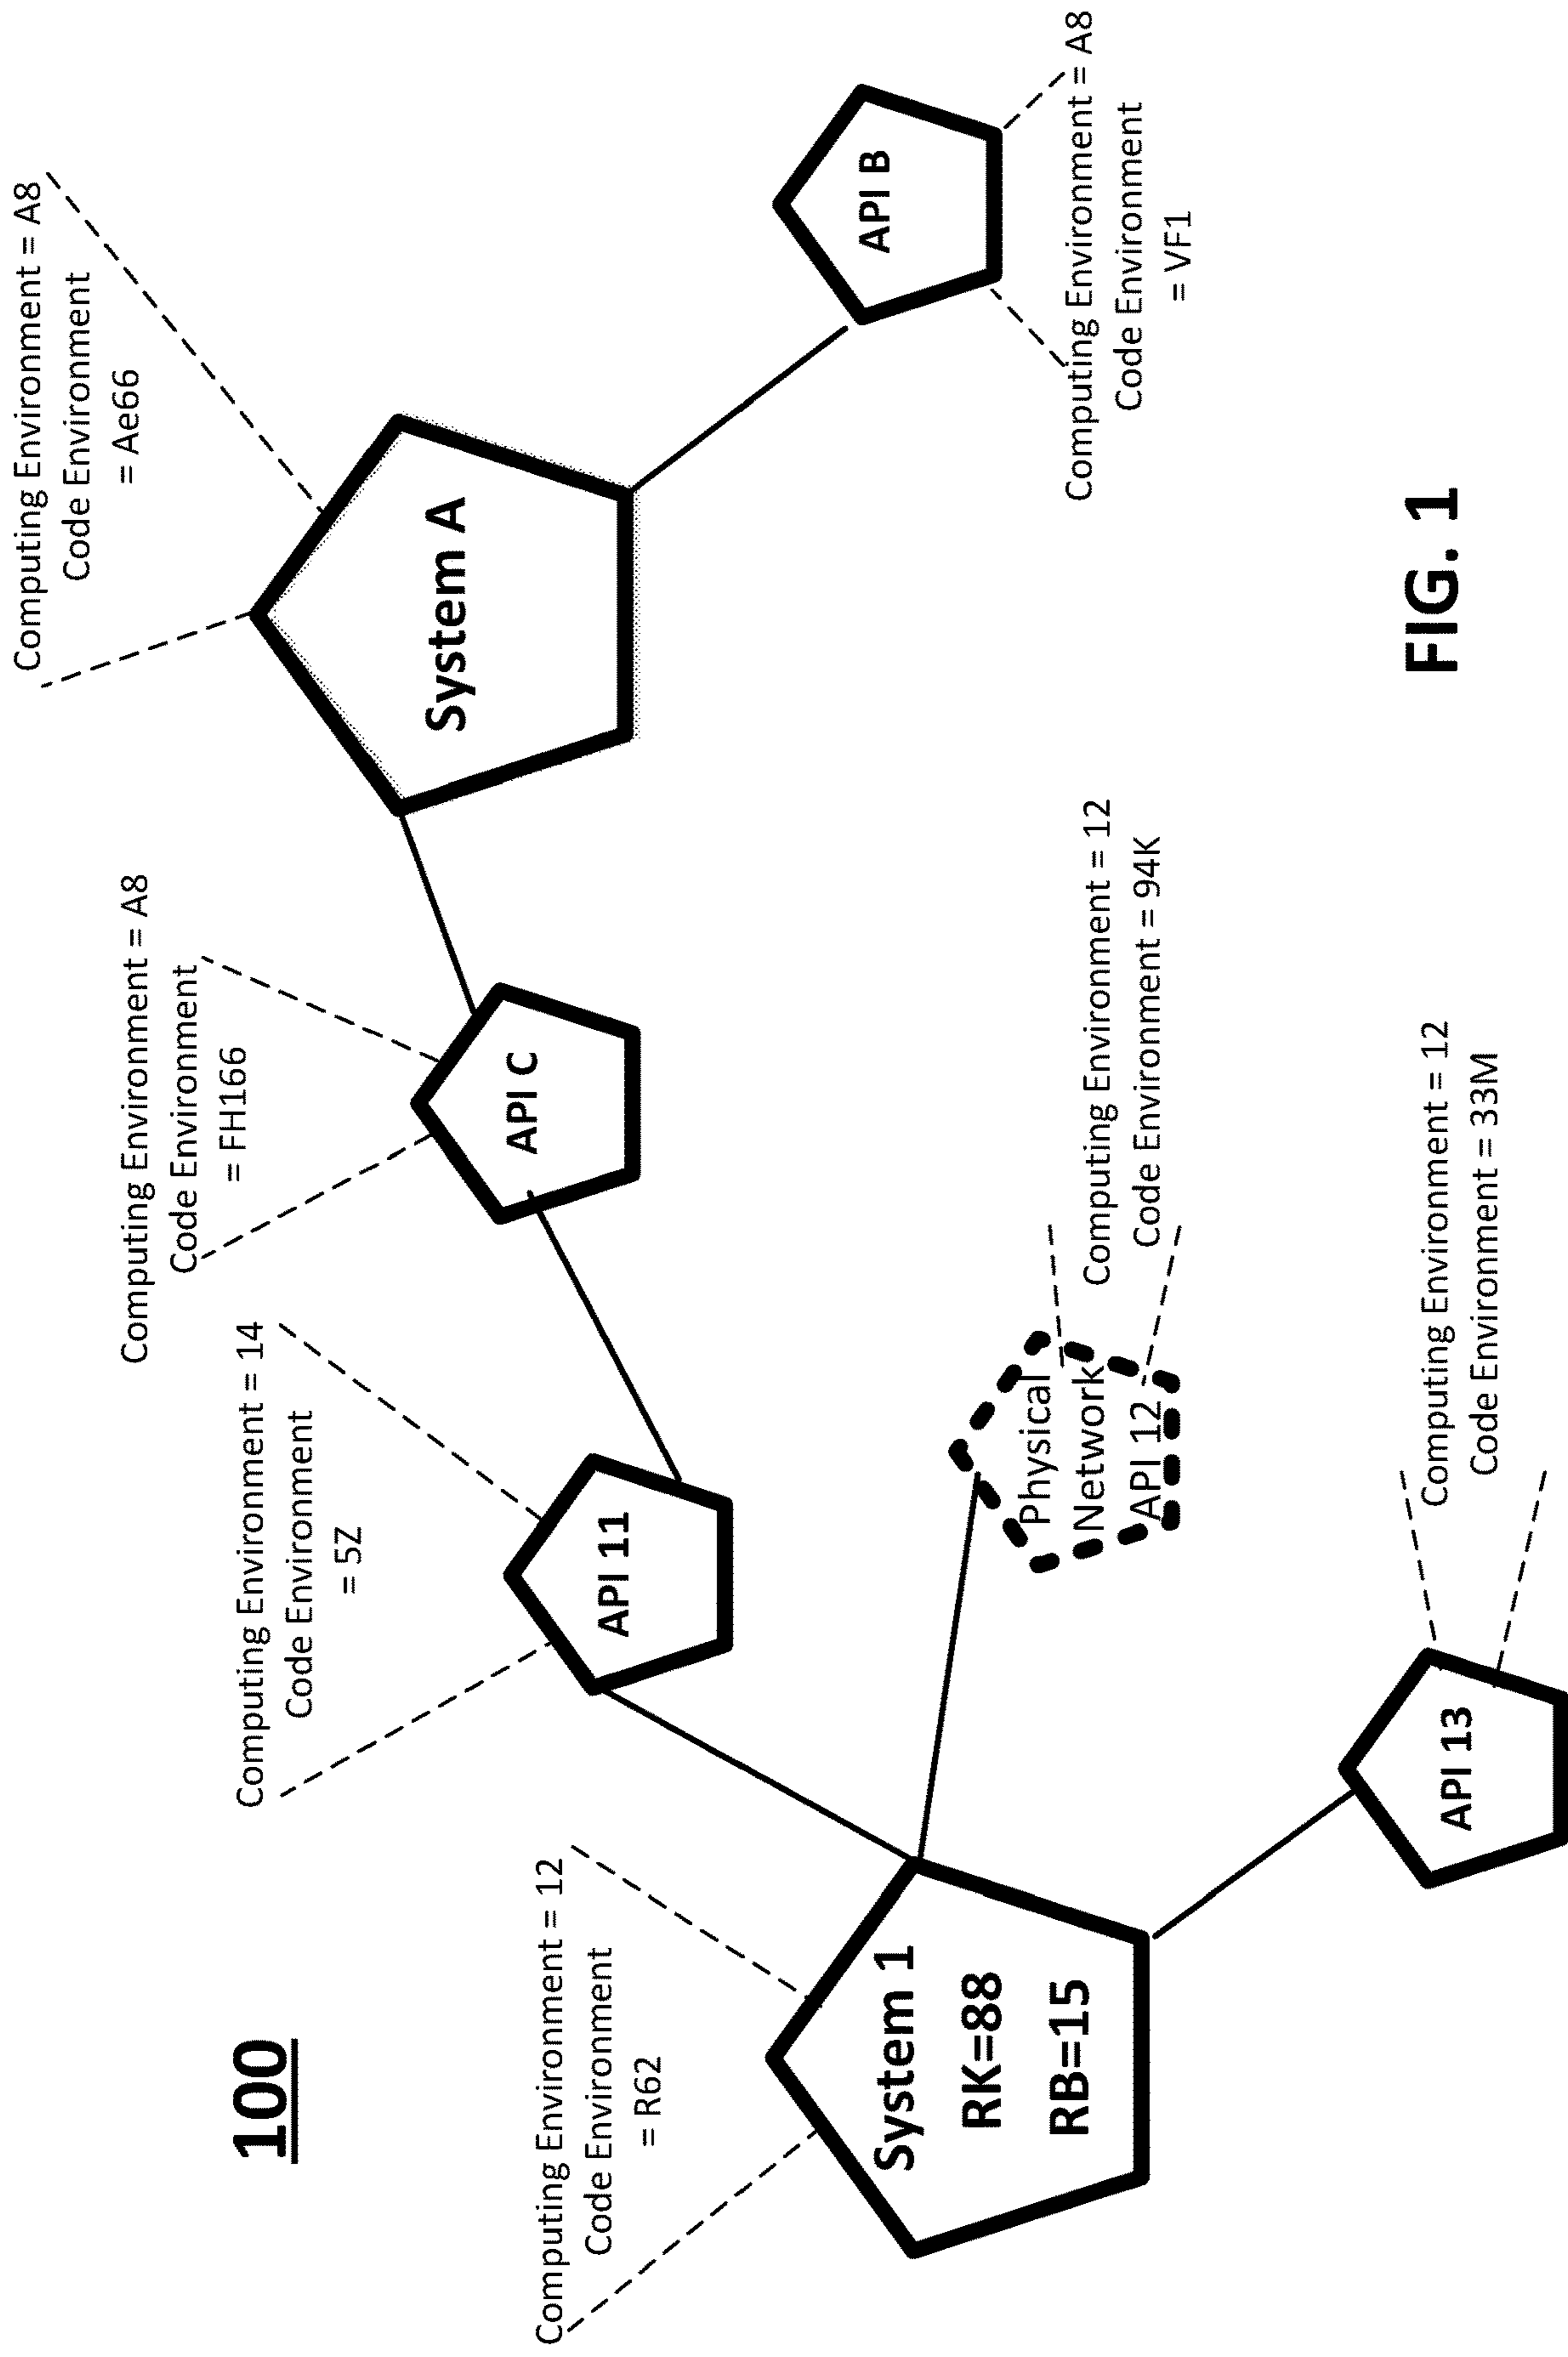 100
Computing Environment = 12
Code Environment
= R62
System 1
RK=88
RB=15
Computing Environment = 14
Code Environment
= 5Z
API 11
Computing Environment = A8
Code Environment
= FH166
API C
Computing Environment = A8
Code Environment
= Ae66
System A
API B
Computing Environment = A8
Code Environment
= VF1
Physical
Network
API 12
Computing Environment = 12
Code Environment = 94K
API 13
Computing Environment = 12
Code Environment = 33M
FIG. 1